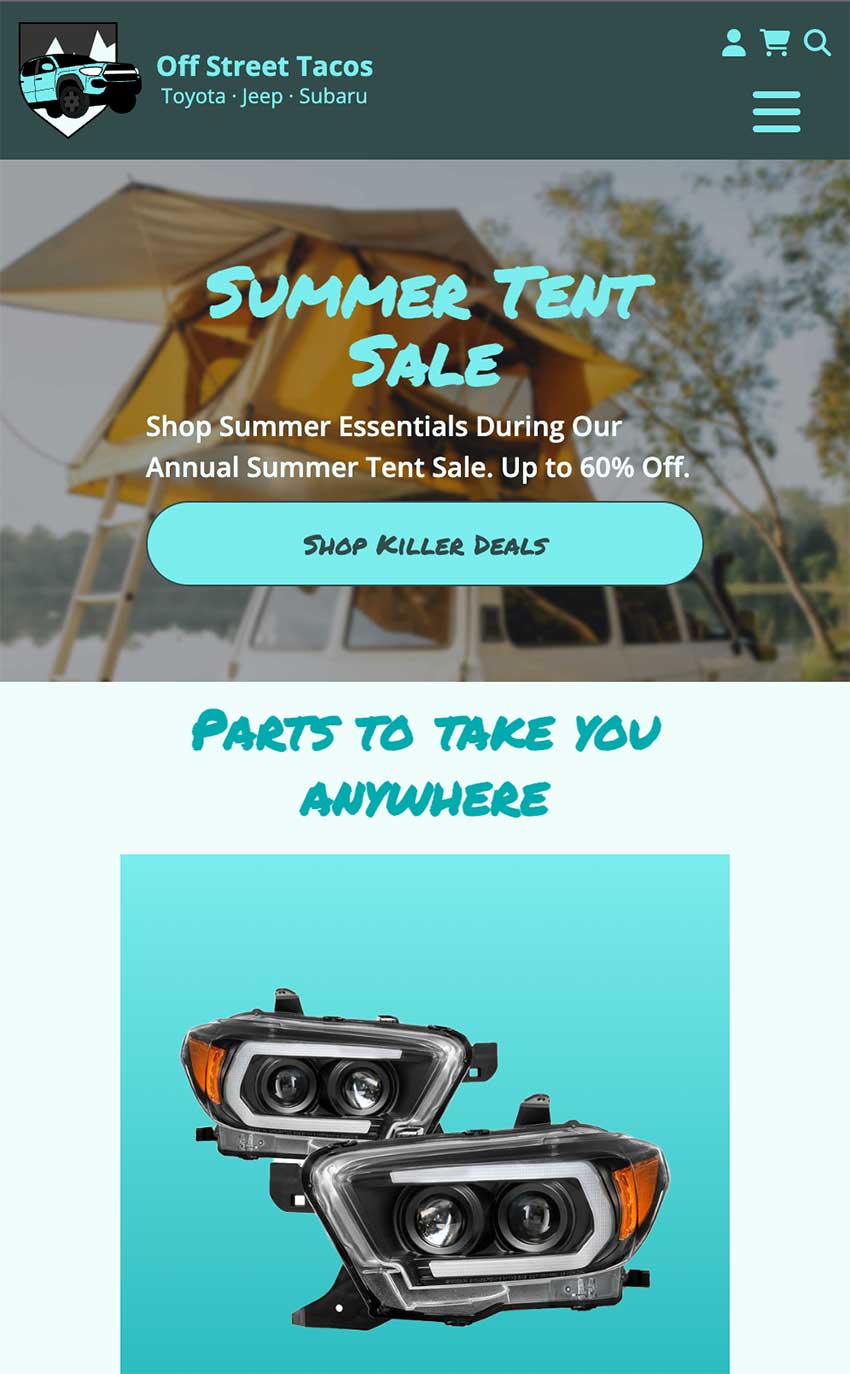 Off Street Tacos
Toyota · Jeep · Subaru
Summer Tent
Sale
Shop Summer Essentials During Our
Annual Summer Tent Sale. Up to 60% Off.
Shop Killer Deals
Parts to take you
anywhere